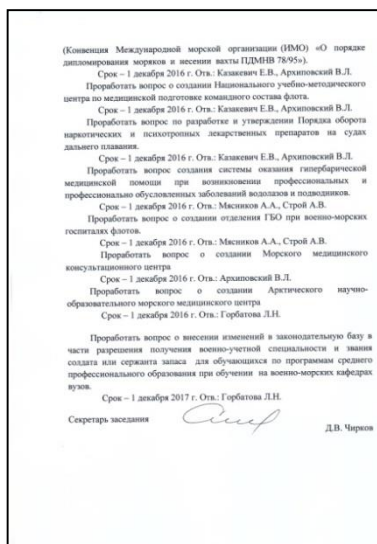 (Конвенция Международной морской организации (ИМО) «О порядке
дипломирования моряков и несении вахты ПДМНВ 78/95»).
Срок – 1 декабря 2016 г. Отв.: Казакевич Е.В., Архиповский В.Л.
Проработать вопрос о создании Национального учебно-методического
центра по медицинской подготовке командного состава флота.
Срок – 1 декабря 2016 г. Отв.: Казакевич Е.В., Архиповский В.Л.
Проработать вопрос по разработке и утверждении Порядка оборота
наркотических и психотропных лекарственных препаратов на судах
дальнего плавания.
Срок – 1 декабря 2016 г. Отв.: Казакевич Е.В., Архиповский В.Л.
Проработать вопрос создания системы оказания гипербарической
медицинской помощи при возникновении профессиональных и
профессионально обусловленных заболеваний водолазов и подводников.
Срок – 1 декабря 2016 г. Отв.: Мясников А.А., Строй А.В.
Проработать вопрос о создании отделения ГБО при военно-морских
госпиталях флотов.
Срок – 1 декабря 2016 г. Отв.: Мясников А.А., Строй А.В.
Проработать вопрос о создании Морского медицинского
консультационного центра
Срок – 1 декабря 2016 г. Отв.: Архиповский В.Л.
Проработать вопрос о создании Арктического научно-
образовательного морского медицинского центра
Срок – 1 декабря 2016 г. Отв.: Горбатова Л.Н.
Проработать вопрос о внесении изменений в законодательную базу в
части разрешения получения военно-учетной специальности и звания
солдата или сержанта запаса для обучающихся по программам среднего
профессионального образования при обучении на военно-морских кафедрах
вузов.
Срок – 1 декабря 2017 г. Отв.: Горбатова Л.Н.
Секретарь заседания
Д.В. Чирков